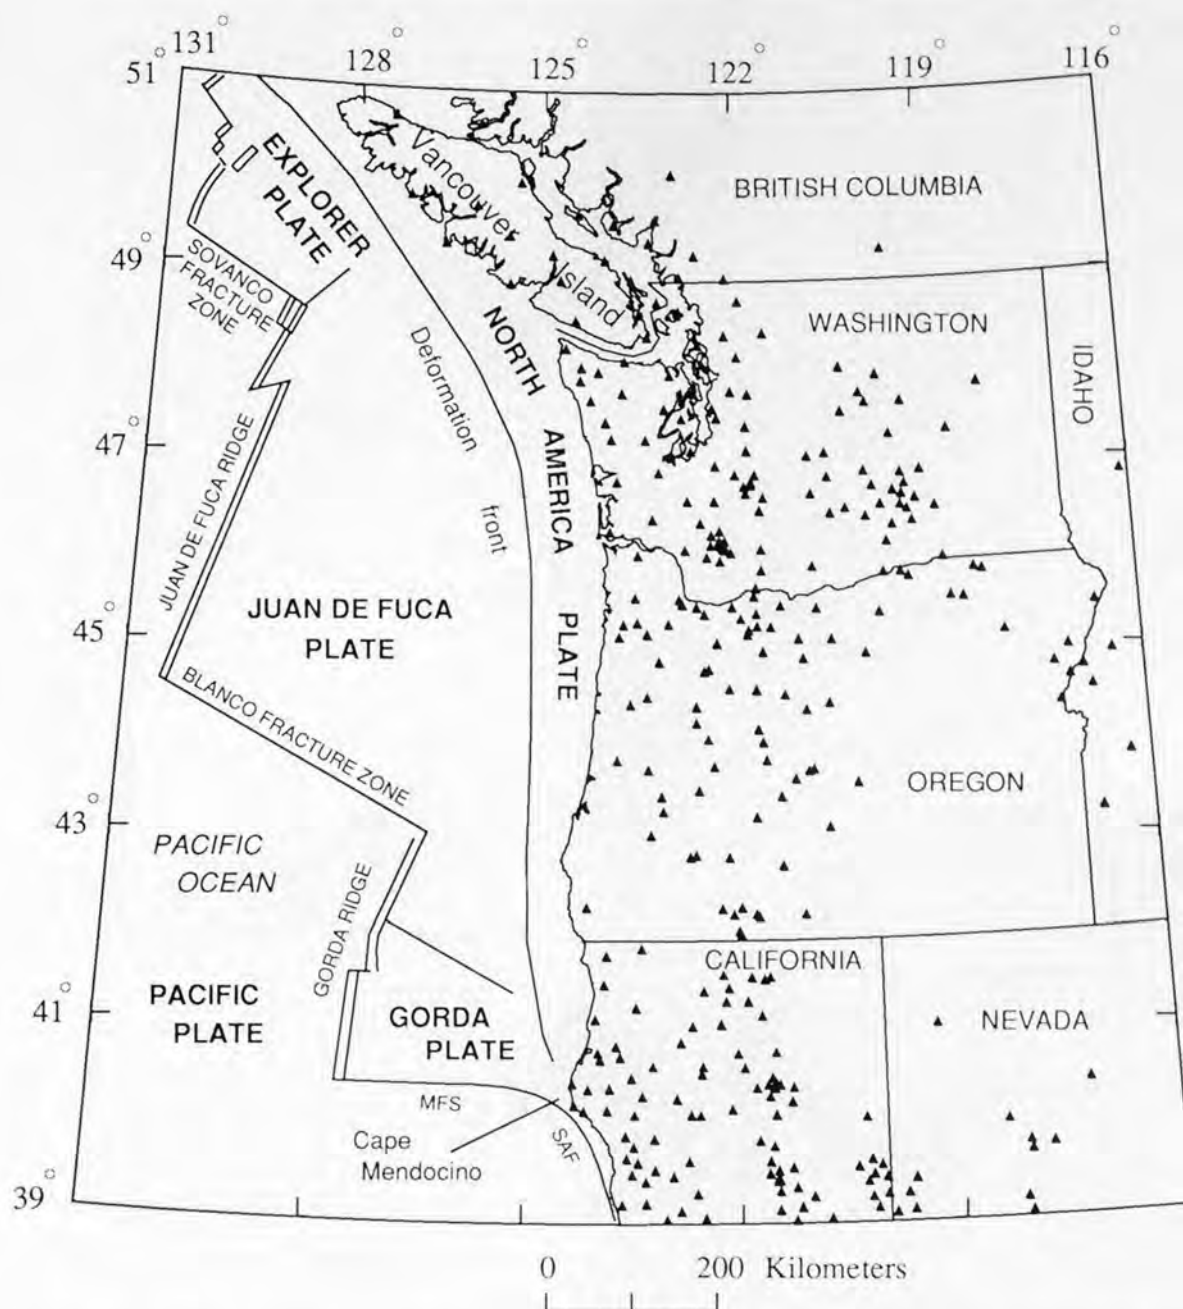 131°
128°
125°
122°
119°
116°
51°
49°
47°
45°
43°
41°
39°
EXPLORER
PLATE
Vancouver
Island
BRITISH COLUMBIA
SOVANCO
FRACTURE
ZONE
Deformation
front
NORTH
AMERICA
PLATE
WASHINGTON
IDAHO
JUAN DE FUCA RIDGE
JUAN DE FUCA
PLATE
BLANCO FRACTURE ZONE
OREGON
PACIFIC
OCEAN
GORDA RIDGE
PACIFIC
PLATE
GORDA
PLATE
CALIFORNIA
NEVADA
MFS
SAF
Cape
Mendocino
0 200 Kilometers